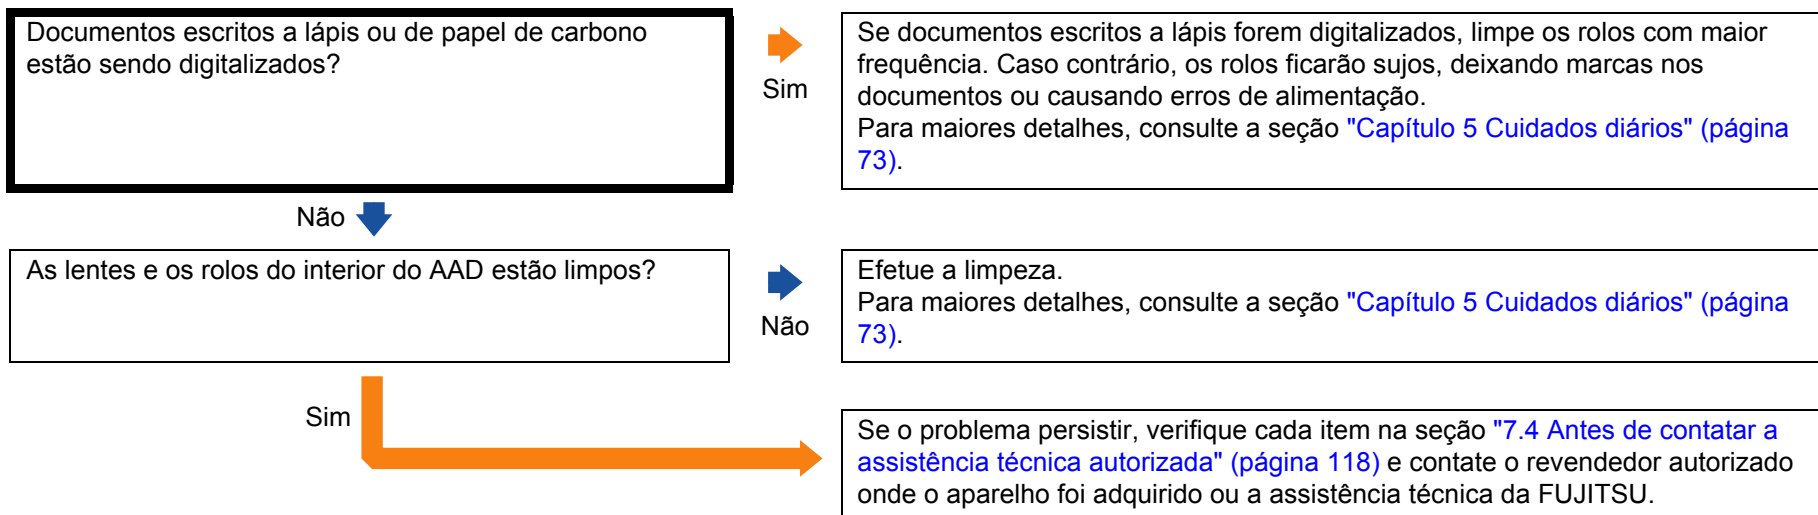 Documentos escritos a lápis ou de papel de carbono
estão sendo digitalizados?
Sim
Se documentos escritos a lápis forem digitalizados, limpe os rolos com maior
frequência. Caso contrário, os rolos ficarão sujos, deixando marcas nos
documentos ou causando erros de alimentação.
Para maiores detalhes, consulte a seção "Capítulo 5 Cuidados diários" (página
73).
Não
As lentes e os rolos do interior do AAD estão limpos?
Não
Efetue a limpeza.
Para maiores detalhes, consulte a seção "Capítulo 5 Cuidados diários" (página
73).
Sim
Se o problema persistir, verifique cada item na seção "7.4 Antes de contatar a
assistência técnica autorizada" (página 118) e contate o revendedor autorizado
onde o aparelho foi adquirido ou a assistência técnica da FUJITSU.